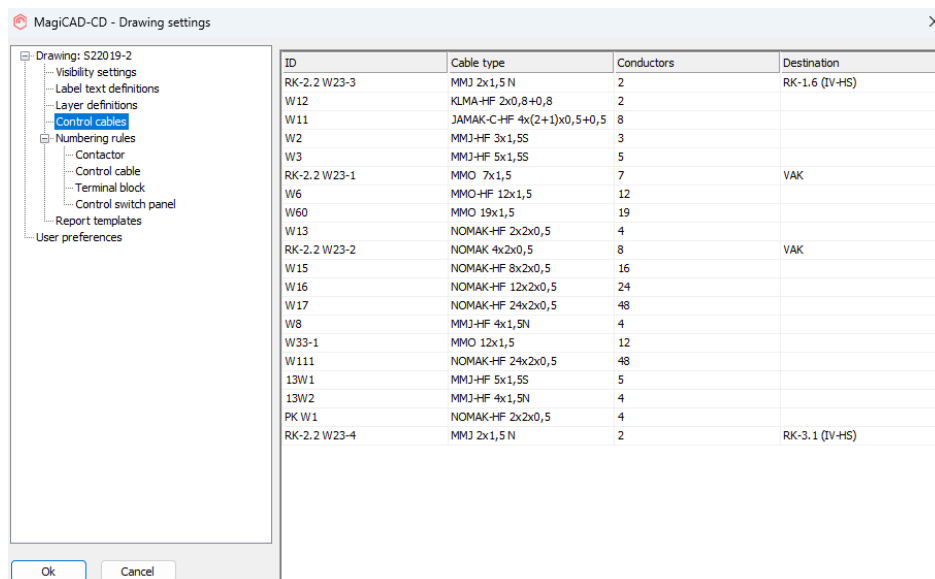 MagiCAD-CD - Drawing settings
Drawing: S22019-2
Visibility settings
Label text definitions
Layer definitions
Control cables
Numbering rules
Contactor
Control cable
Terminal block
Control switch panel
Report templates
User preferences
ID Cable type Conductors Destination
RK-2.2 W23-3 MMJ 2x1,5 N 2 RK-1.6 (IV-HS)
W12 KLMA-HF 2x0,8+0,8 2
W11 JAMAK-C-HF 4x(2+1)x0,5+0,5 8
W2 MMJ-HF 3x1,5S 3
W3 MMJ-HF 5x1,5S 5
RK-2.2 W23-1 MMO 7x1,5 7 VAK
W6 MMO-HF 12x1,5 12
W60 MMO 19x1,5 19
W13 NOMAK-HF 2x2x0,5 4
RK-2.2 W23-2 NOMAK 4x2x0,5 8 VAK
W15 NOMAK-HF 8x2x0,5 16
W16 NOMAK-HF 12x2x0,5 24
W17 NOMAK-HF 24x2x0,5 48
W8 MMJ-HF 4x1,5N 4
W33-1 MMO 12x1,5 12
W111 NOMAK-HF 24x2x0,5 48
13W1 MMJ-HF 5x1,5S 5
13W2 MMJ-HF 4x1,5N 4
PK W1 NOMAK-HF 2x2x0,5 4
RK-2.2 W23-4 MMJ 2x1,5 N 2 RK-3.1 (IV-HS)
Ok Cancel